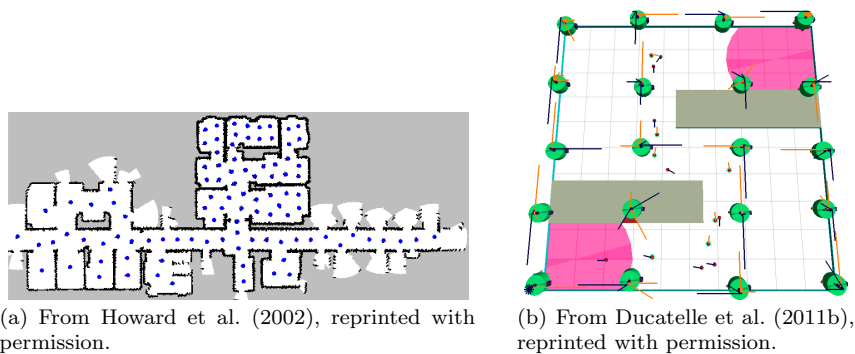 (a) From Howard et al. (2002), reprinted with
permission.
(b) From Ducatelle et al. (2011b),
reprinted with permission.